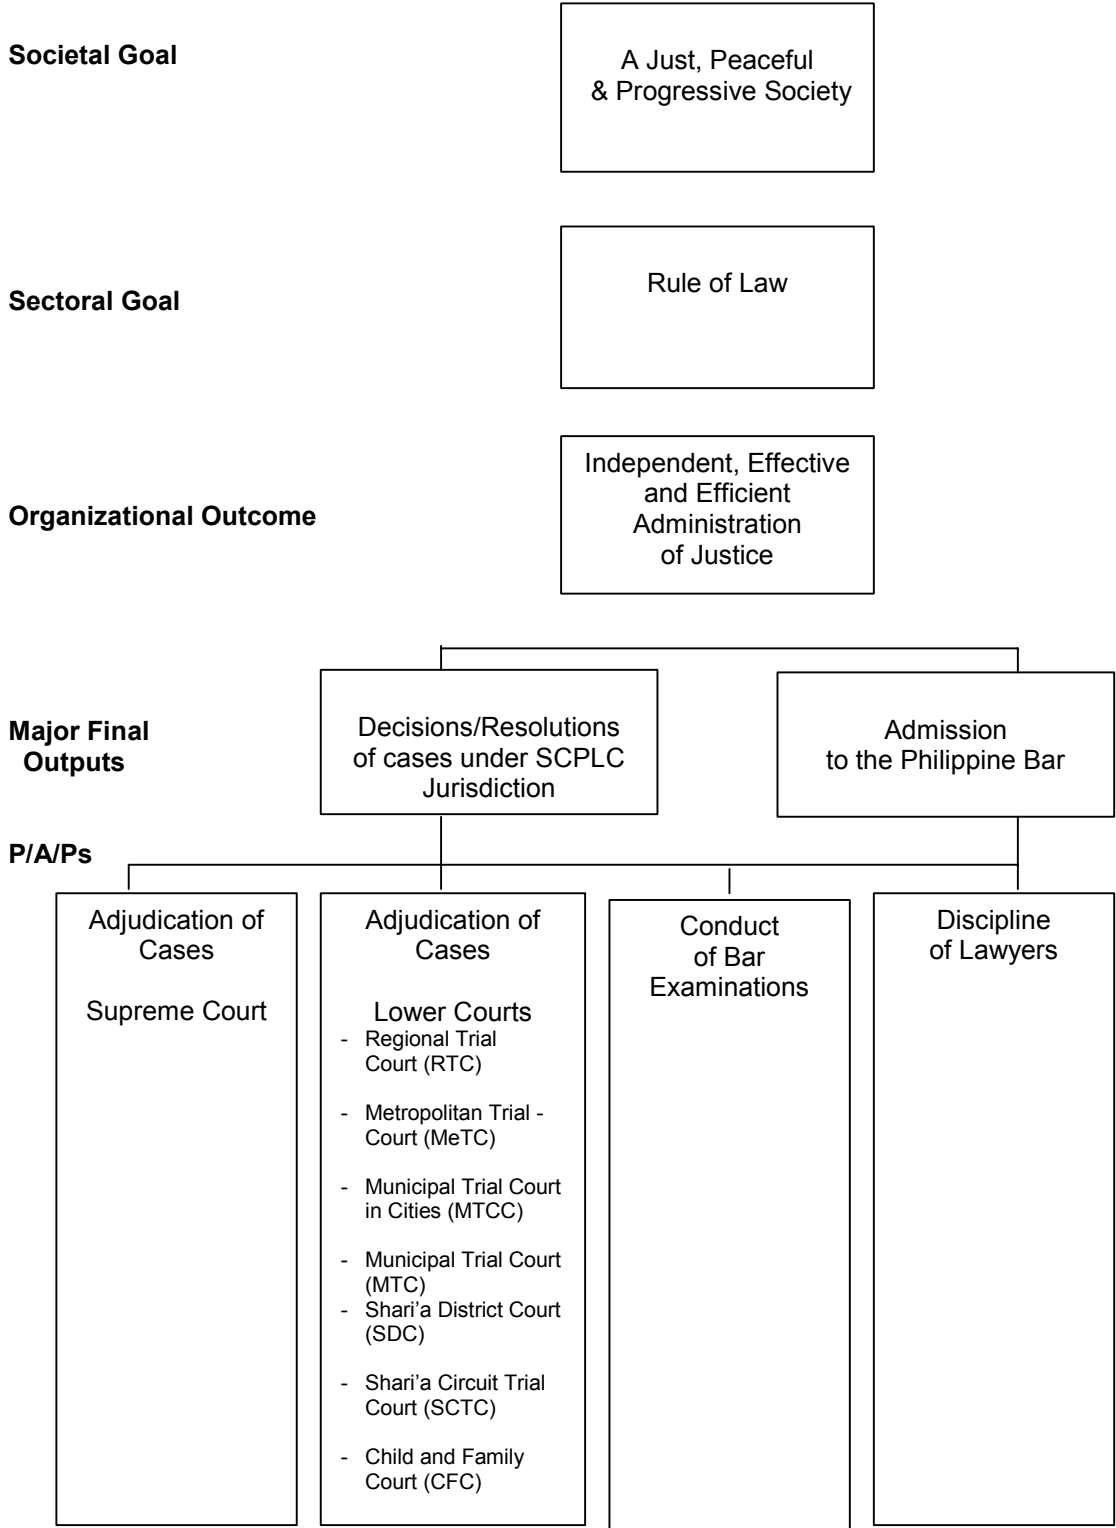 Societal Goal
A Just, Peaceful
& Progressive Society
Sectoral Goal
Rule of Law
Organizational Outcome
Independent, Effective
and Efficient
Administration
of Justice
Major Final
Outputs
Decisions/Resolutions
of cases under SCPLC
Jurisdiction
Admission
to the Philippine Bar
P/A/Ps
Adjudication of
Cases
Supreme Court
Adjudication of
Cases
Lower Courts
- Regional Trial
Court (RTC)
- Metropolitan Trial -
Court (MeTC)
- Municipal Trial Court
in Cities (MTCC)
- Municipal Trial Court
(MTC)
- Shari’a District Court
(SDC)
- Shari’a Circuit Trial
Court (SCTC)
- Child and Family
Court (CFC)
Conduct
of Bar
Examinations
Discipline
of Lawyers